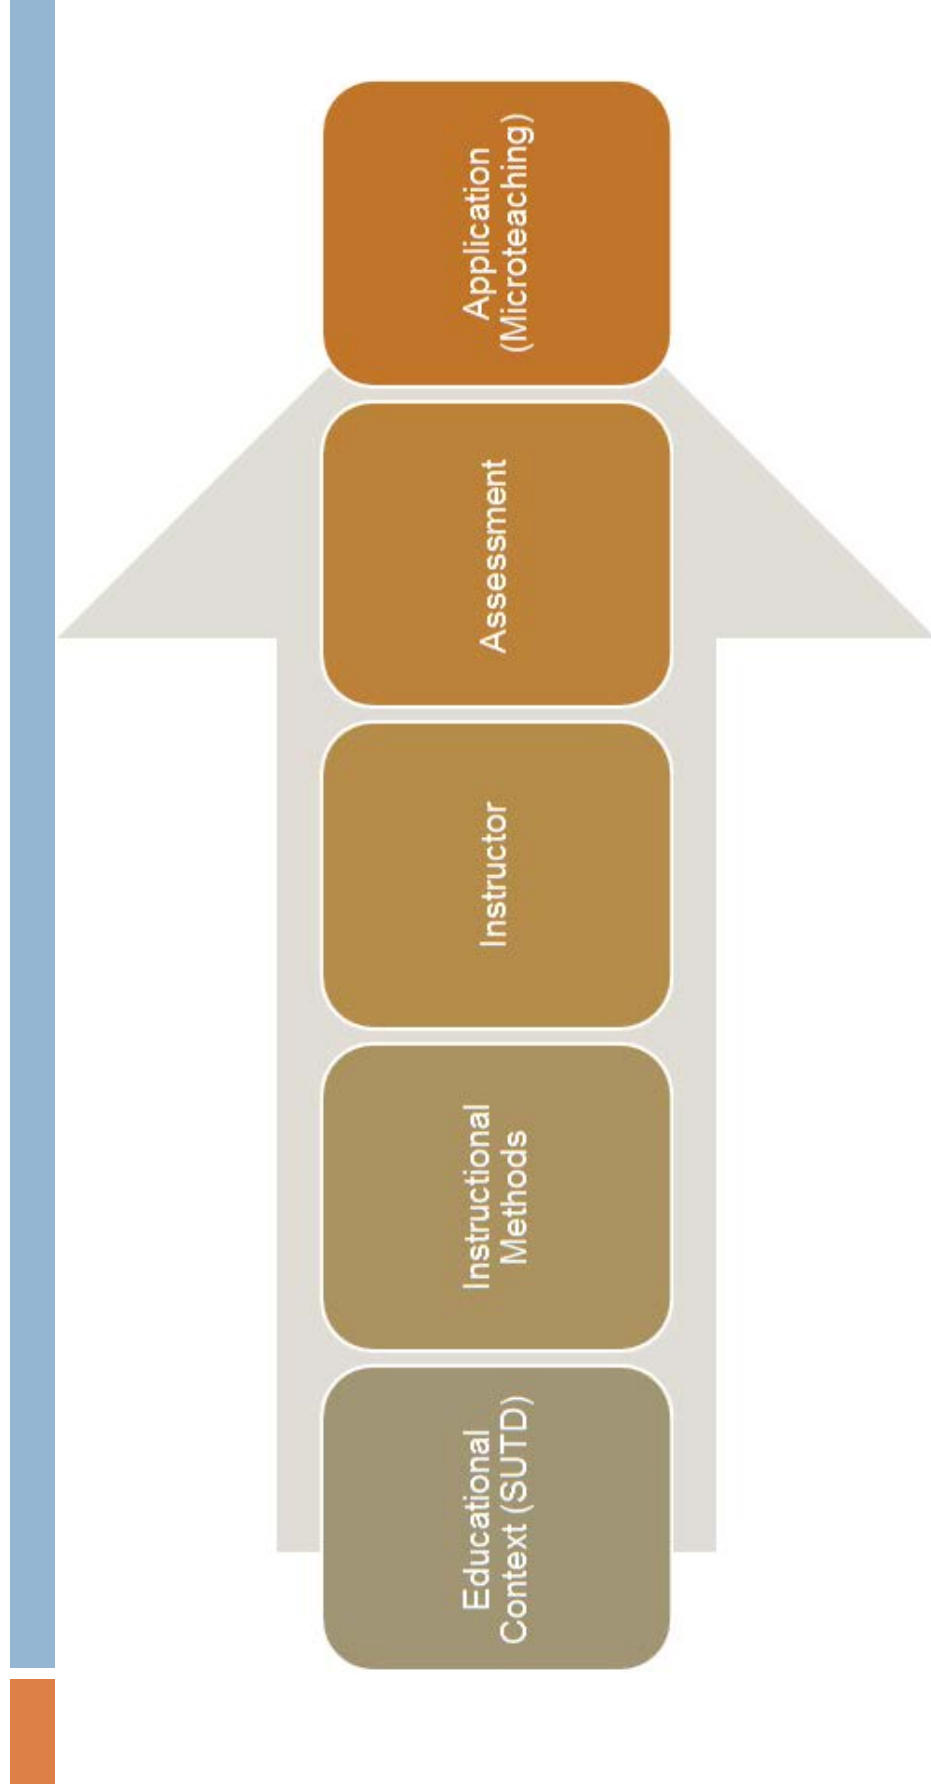 Educational
Context (SUTD)
Instructional
Methods
Instructor
Assessment
Application
(Microteaching)